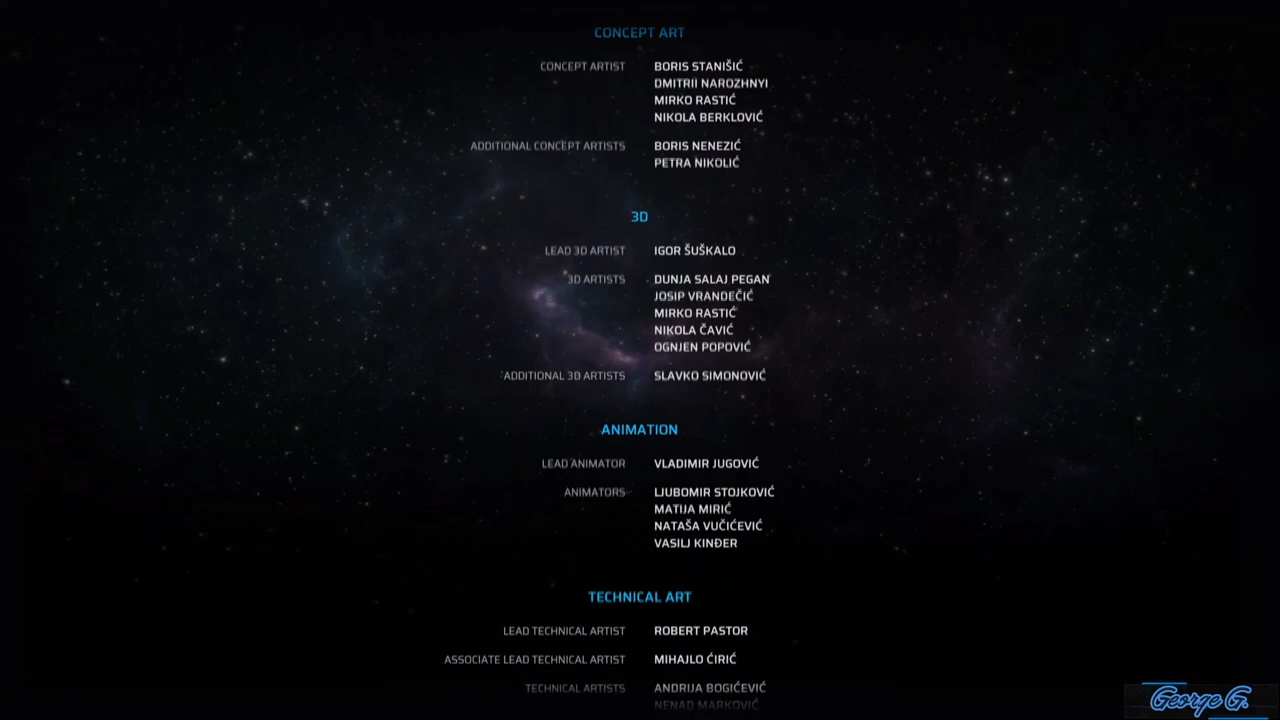 CONCEPT ART
CONCEPT ARTIST BORIS STANIŠIĆ
DMITRII NAROZHNYI
MIRKO RASTIĆ
NIKOLA BERKLOVIĆ
ADDITIONAL CONCEPT ARTISTS BORIS NENEZIĆ
PETRA NIKOLIĆ
3D
LEAD 3D ARTIST IGOR ŠUŠKALO
3D ARTISTS DUNJA SALAJ PEGAN
JOSIP VRANDEČIĆ
MIRKO RASTIĆ
NIKOLA ČAVIĆ
OGNJEN POPOVIĆ
ADDITIONAL 3D ARTISTS SLAVKO SIMONOVIĆ
ANIMATION
LEAD ANIMATOR VLADIMIR JUGOVIĆ
ANIMATORS LJUBOMIR STOJKOVIĆ
MATIJA MIRIĆ
NATAŠA VUČIĆEVIĆ
VASILJ KINĐER
TECHNICAL ART
LEAD TECHNICAL ARTIST ROBERT PASTOR
ASSOCIATE LEAD TECHNICAL ARTIST MIHAJLO ĆIRIĆ
TECHNICAL ARTISTS ANDRIJA BOGIĆEVIĆ
NENAD MARKOVIĆ
George G.